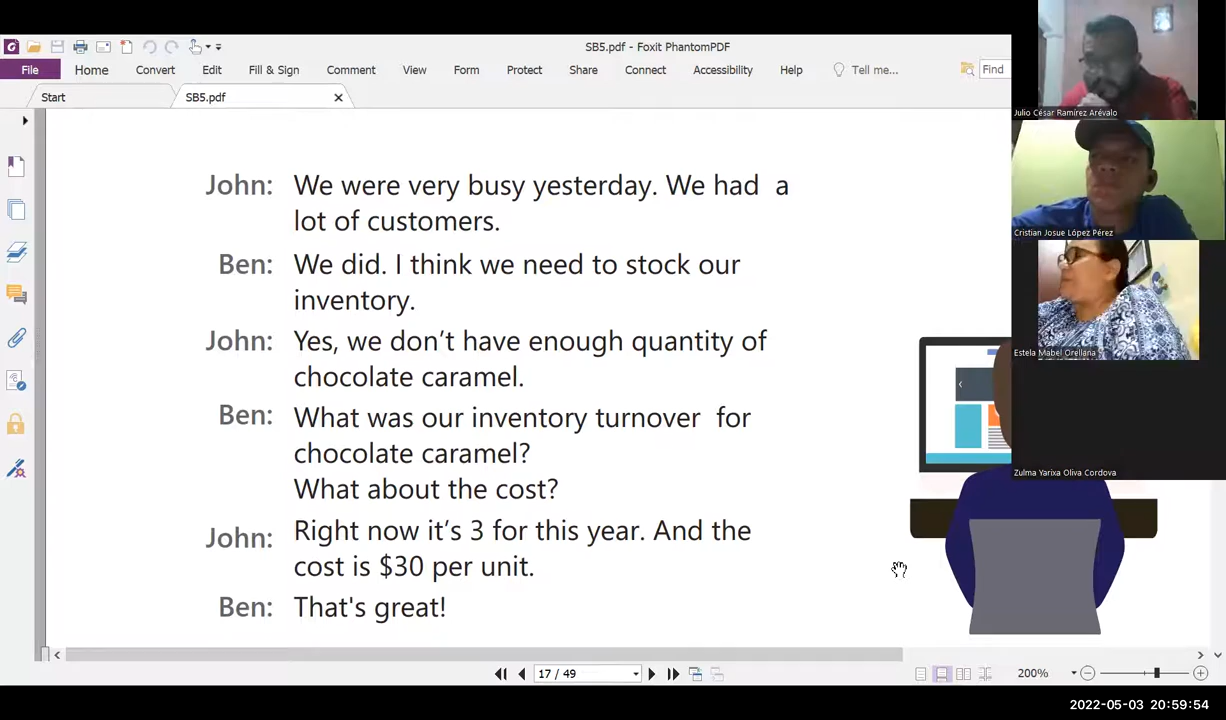 SB5.pdf - Foxit PhantomPDF
File Home Convert Edit Fill & Sign Comment View Form Protect Share Connect Accessibility Help Tell me... Find
Start SB5.pdf
John: We were very busy yesterday. We had a
lot of customers.
Ben: We did. I think we need to stock our
inventory.
John: Yes, we don't have enough quantity of
chocolate caramel.
Ben: What was our inventory turnover for
chocolate caramel?
What about the cost?
John: Right now it's 3 for this year. And the
cost is $30 per unit.
Ben: That's great!
17 / 49
200%
Julio César Ramírez Arévalo
Cristian Josue López Pérez
Estela Mabel Orellana
Zulma Yarixa Oliva Cordova
2022-05-03 20:59:54